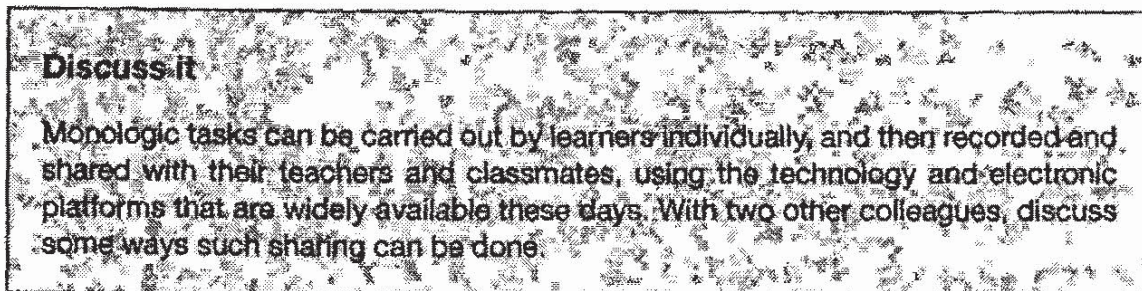 Discuss it
Monologic tasks can be carried out by learners individually, and then recorded and
shared with their teachers and classmates, using the technology and electronic
platforms that are widely available these days. With two other colleagues, discuss
some ways such sharing can be done.